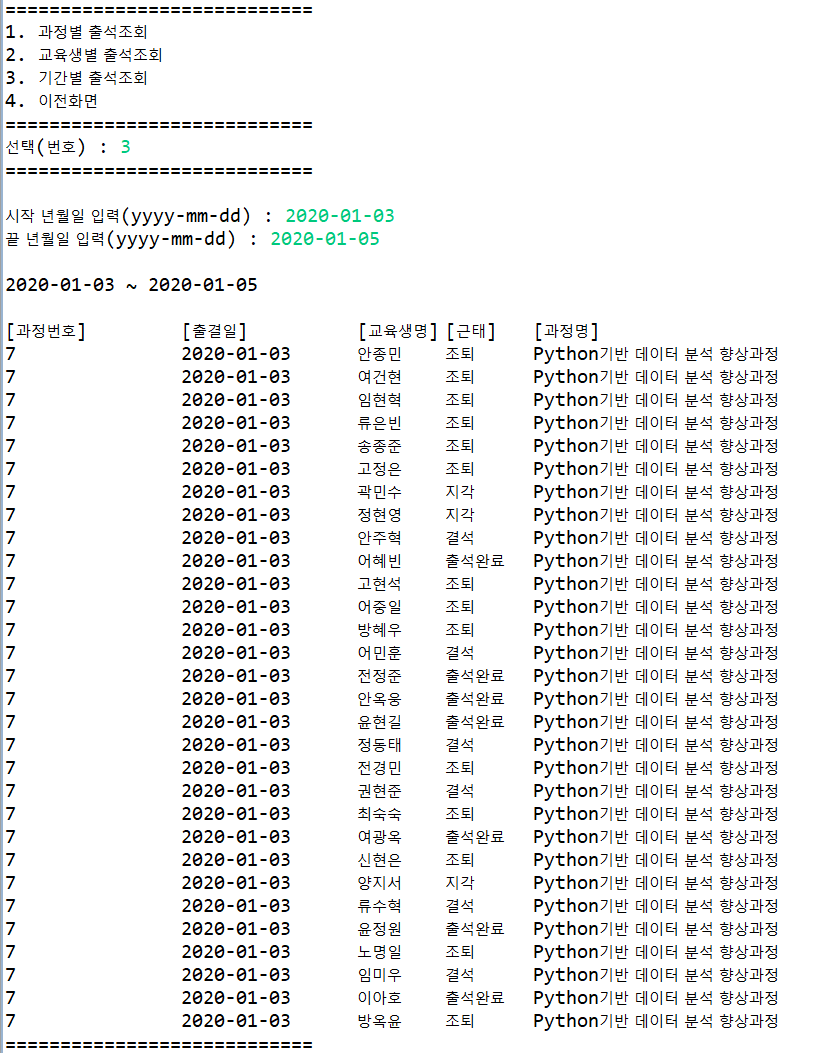 ============================
1. 과정별 출석조회
2. 교육생별 출석조회
3. 기간별 출석조회
4. 이전화면
============================
선택(번호) : 3
============================
시작 년월일 입력(yyyy-mm-dd) : 2020-01-03
끝 년월일 입력(yyyy-mm-dd) : 2020-01-05
2020-01-03 ~ 2020-01-05
[과정번호] [출결일] [교육생명] [근태] [과정명]
7 2020-01-03 안종민 조퇴 Python기반 데이터 분석 향상과정
7 2020-01-03 여건현 조퇴 Python기반 데이터 분석 향상과정
7 2020-01-03 임현혁 조퇴 Python기반 데이터 분석 향상과정
7 2020-01-03 류은빈 조퇴 Python기반 데이터 분석 향상과정
7 2020-01-03 송종준 조퇴 Python기반 데이터 분석 향상과정
7 2020-01-03 고정은 조퇴 Python기반 데이터 분석 향상과정
7 2020-01-03 곽민수 지각 Python기반 데이터 분석 향상과정
7 2020-01-03 정현영 지각 Python기반 데이터 분석 향상과정
7 2020-01-03 안주혁 결석 Python기반 데이터 분석 향상과정
7 2020-01-03 어혜빈 출석완료 Python기반 데이터 분석 향상과정
7 2020-01-03 고현석 조퇴 Python기반 데이터 분석 향상과정
7 2020-01-03 어중일 조퇴 Python기반 데이터 분석 향상과정
7 2020-01-03 방혜우 조퇴 Python기반 데이터 분석 향상과정
7 2020-01-03 어민훈 결석 Python기반 데이터 분석 향상과정
7 2020-01-03 전정준 출석완료 Python기반 데이터 분석 향상과정
7 2020-01-03 안옥웅 출석완료 Python기반 데이터 분석 향상과정
7 2020-01-03 윤현길 출석완료 Python기반 데이터 분석 향상과정
7 2020-01-03 정동태 결석 Python기반 데이터 분석 향상과정
7 2020-01-03 전경민 조퇴 Python기반 데이터 분석 향상과정
7 2020-01-03 권현준 결석 Python기반 데이터 분석 향상과정
7 2020-01-03 최숙숙 조퇴 Python기반 데이터 분석 향상과정
7 2020-01-03 여광옥 출석완료 Python기반 데이터 분석 향상과정
7 2020-01-03 신현은 조퇴 Python기반 데이터 분석 향상과정
7 2020-01-03 양지서 지각 Python기반 데이터 분석 향상과정
7 2020-01-03 류수혁 결석 Python기반 데이터 분석 향상과정
7 2020-01-03 윤정원 출석완료 Python기반 데이터 분석 향상과정
7 2020-01-03 노명일 조퇴 Python기반 데이터 분석 향상과정
7 2020-01-03 임미우 결석 Python기반 데이터 분석 향상과정
7 2020-01-03 이아호 출석완료 Python기반 데이터 분석 향상과정
7 2020-01-03 방옥윤 조퇴 Python기반 데이터 분석 향상과정
============================